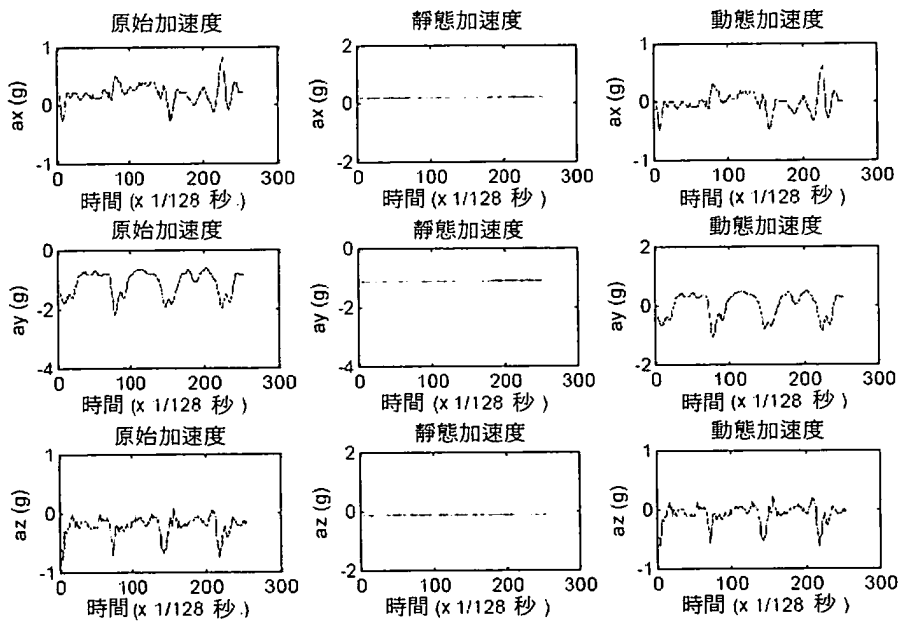 原始加速度 靜態加速度 動態加速度
1 2 1
ax (g) 0 ax (g) 0 ax (g) 0
-1 -2 -1
0 100 200 300 0 100 200 300 0 100 200 300
時間 (x 1/128 秒.) 時間 (x 1/128 秒 ) 時間 (x 1/128 秒 )
原始加速度 靜態加速度 動態加速度
0 0 2
ay (g) -2 ay (g) -2 ay (g) 0
-4 -4 -2
0 100 200 300 0 100 200 300 0 100 200 300
時間 (x 1/128 秒 ) 時間 (x 1/128 秒 ) 時間 (x 1/128 秒 )
原始加速度 靜態加速度 動態加速度
1 2 1
az (g) 0 az (g) 0 az (g) 0
-1 -2 -1
0 100 200 300 0 100 200 300 0 100 200 300
時間 (x 1/128 秒.) 時間 (x 1/128 秒 ) 時間 (x 1/128 秒 )